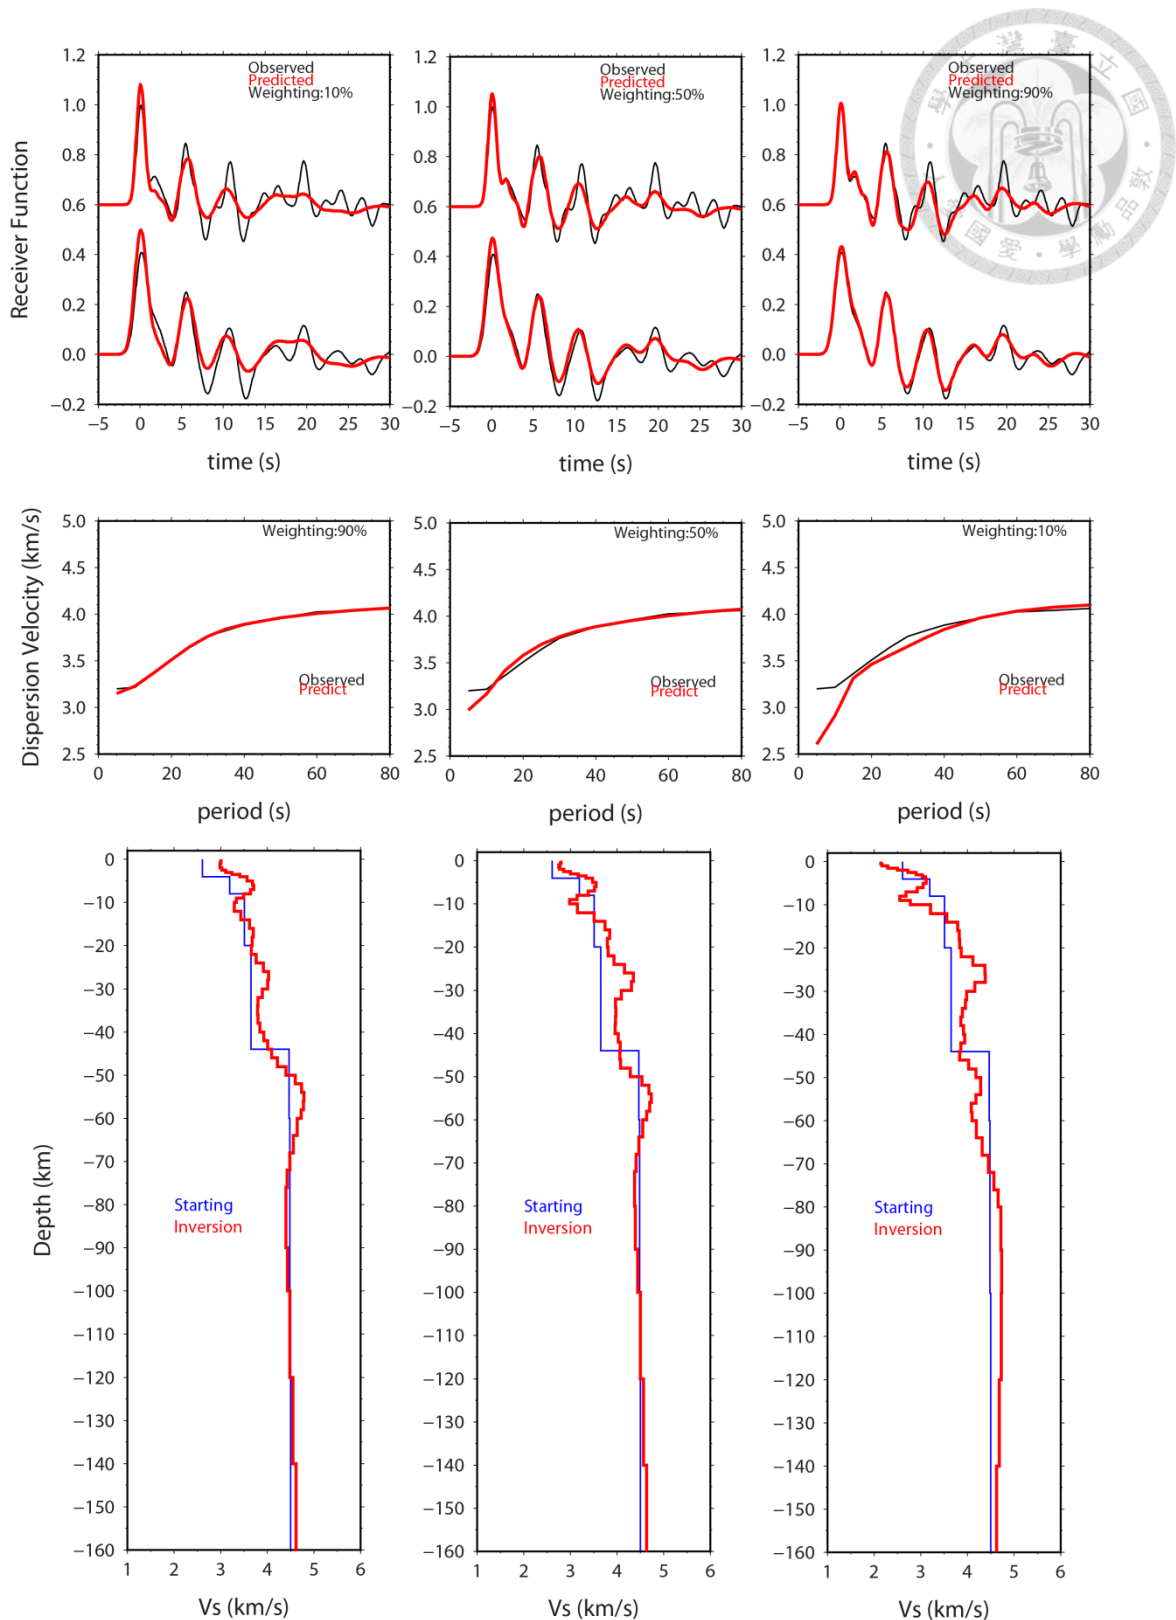 Receiver Function
1.2
1.0
0.8
0.6
0.4
0.2
0.0
−0.2
−5 0 5 10 15 20 25 30
time (s)
Observed
Predicted
Weighting:10%
1.2
1.0
0.8
0.6
0.4
0.2
0.0
−0.2
−5 0 5 10 15 20 25 30
time (s)
Observed
Predicted
Weighting:50%
1.2
1.0
0.8
0.6
0.4
0.2
0.0
−0.2
−5 0 5 10 15 20 25 30
time (s)
Observed
Predicted
Weighting:90%
臺 立 國
學
愛 國
學 勵 品 敦
Dispersion Velocity (km/s)
5.0
4.5
4.0
3.5
3.0
2.5
0 20 40 60 80
period (s)
Weighting:90%
Observed
Predict
5.0
4.5
4.0
3.5
3.0
2.5
0 20 40 60 80
period (s)
Weighting:50%
Observed
Predict
5.0
4.5
4.0
3.5
3.0
2.5
0 20 40 60 80
period (s)
Weighting:10%
Observed
Predict
Depth (km)
0
−10
−20
−30
−40
−50
−60
−70
−80
−90
−100
−110
−120
−130
−140
−150
−160
1 2 3 4 5 6
Vs (km/s)
Starting
Inversion
0
−10
−20
−30
−40
−50
−60
−70
−80
−90
−100
−110
−120
−130
−140
−150
−160
1 2 3 4 5 6
Vs (km/s)
Starting
Inversion
0
−10
−20
−30
−40
−50
−60
−70
−80
−90
−100
−110
−120
−130
−140
−150
−160
1 2 3 4 5 6
Vs (km/s)
Starting
Inversion